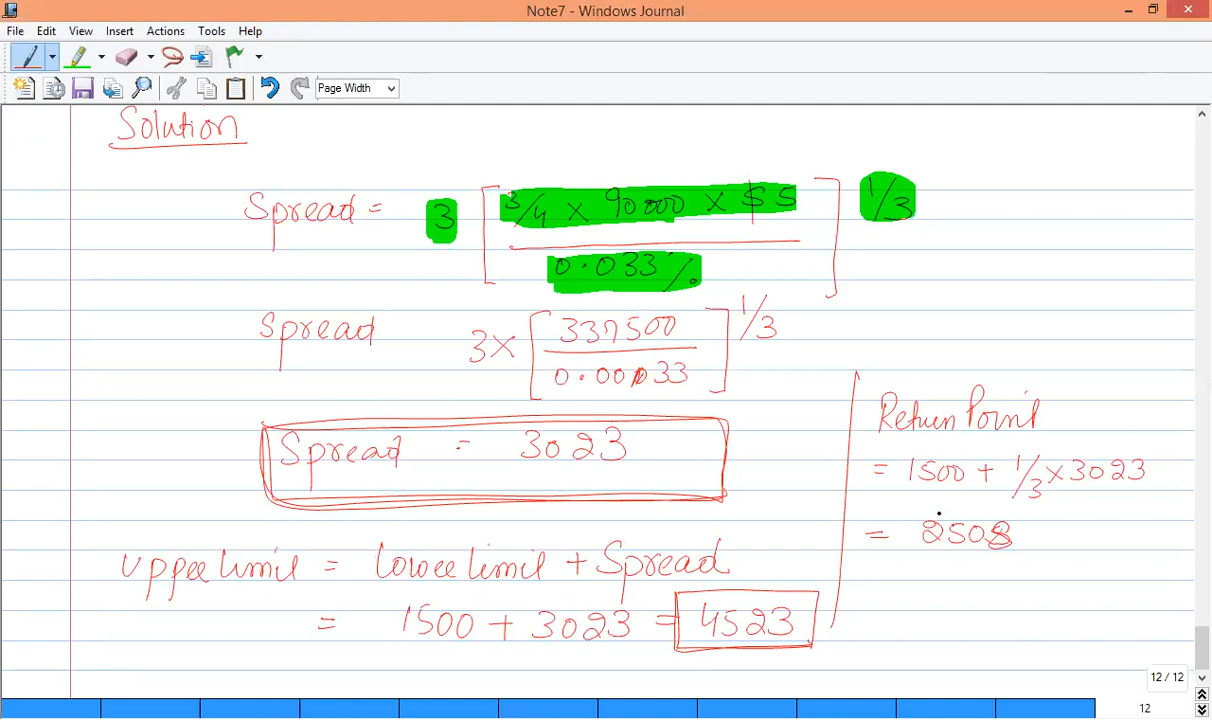 Note7 - Windows Journal
File Edit View Insert Actions Tools Help
Page Width
Solution
Spread = 3 [ 3/4 x 90000 x $ 5 ] 1/3
0.033 %
Spread 3 x [ 337500 ] 1/3
0.00033
Spread = 3023
Upper limit = lower limit + Spread
= 1500 + 3023 = 4523
Return Point
= 1500 + 1/3 x 3023
= 2508
12 / 12
12